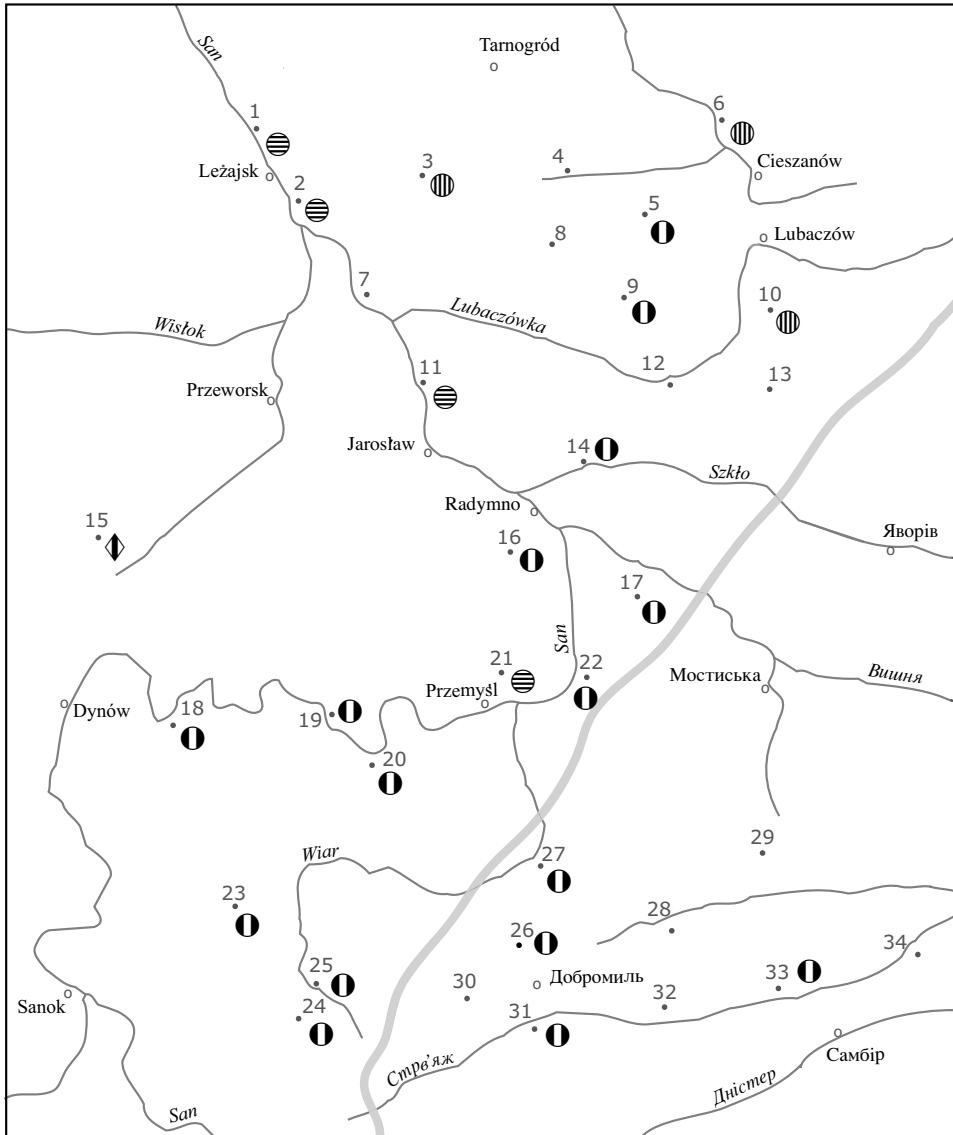 San
Tarnogród
1
6
3
4
Cieszanów
Leżajsk
2
5
8
Lubaczów
7
9
10
Wisłok
Lubaczówka
12
13
11
Przeworsk
Jarosław
14
Szkło
Radymno
15
Яворів
16
17
San
21
22
Przemyśl
Мостиська
Вишня
Dynów
18
19
20
Wiar
27
29
23
28
26
34
25
30
Добромиль
33
Sanok
24
32
31
Самбір
Стрв’яж
Дністер
San